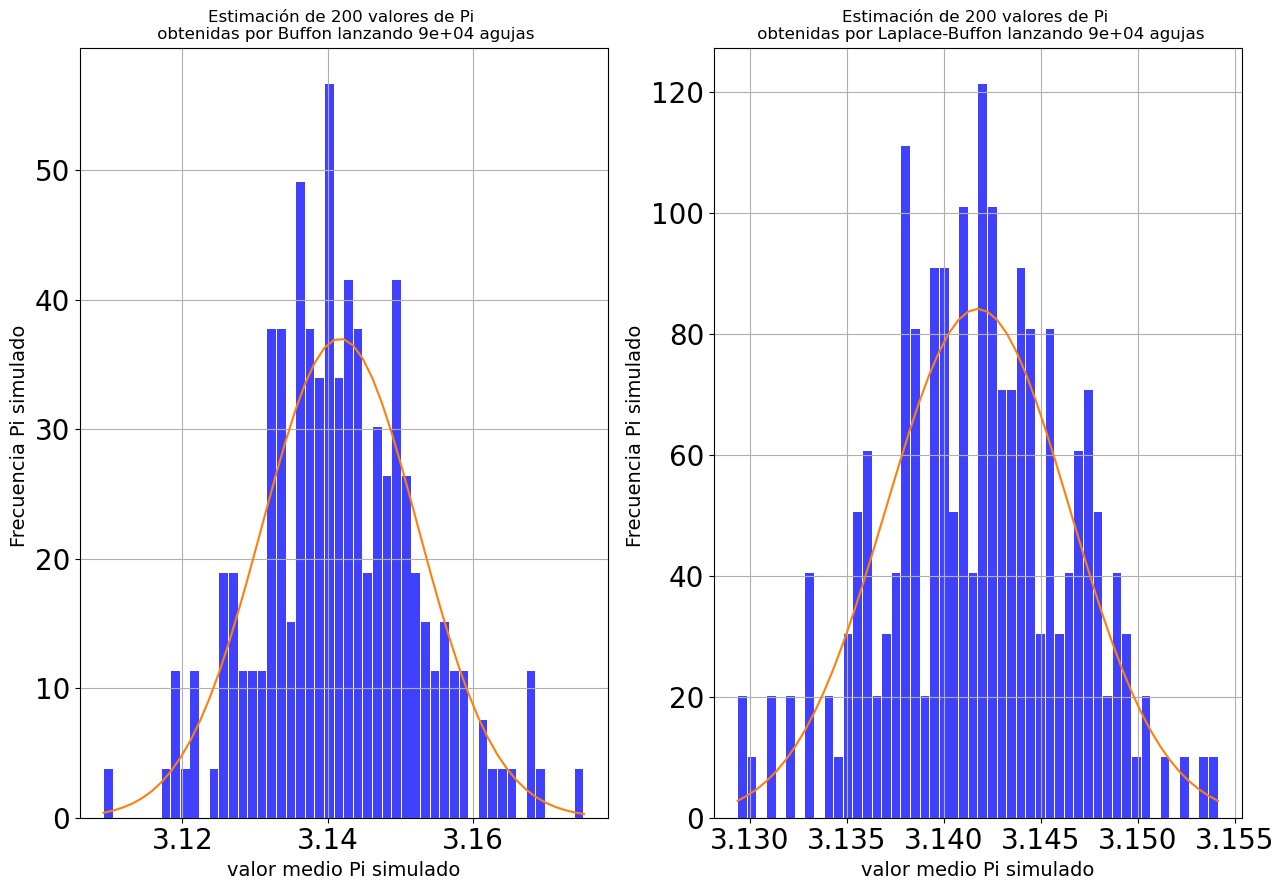 Estimación de 200 valores de Pi
obtenidas por Buffon lanzando 9e+04 agujas
Frecuencia Pi simulado
50
40
30
20
10
0
3.12 3.14 3.16
valor medio Pi simulado
Estimación de 200 valores de Pi
obtenidas por Laplace-Buffon lanzando 9e+04 agujas
Frecuencia Pi simulado
120
100
80
60
40
20
0
3.130 3.135 3.140 3.145 3.150 3.155
valor medio Pi simulado